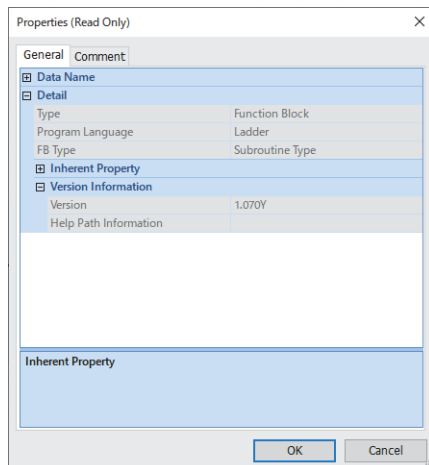 Properties (Read Only)
General Comment
Data Name
Detail
Type Function Block
Program Language Ladder
FB Type Subroutine Type
Inherent Property
Version Information
Version 1.070Y
Help Path Information
Inherent Property
OK Cancel